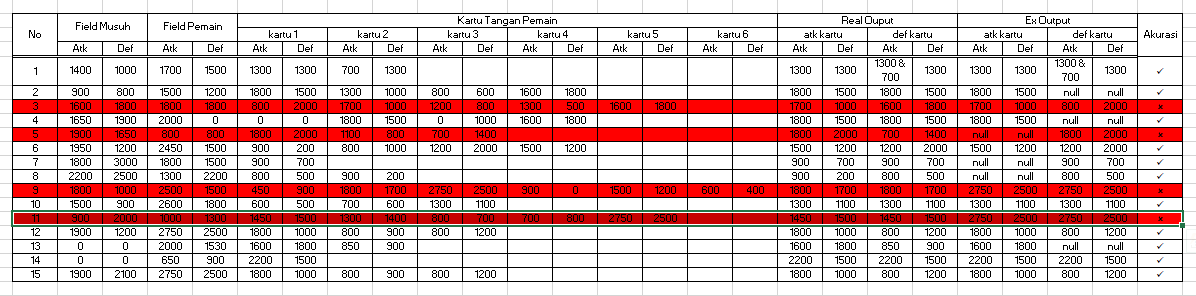 No Field Musuh Field Pemain Kartu Tangan Pemain Real Ouput Ex Output Akurasi
kartu 1 kartu 2 kartu 3 kartu 4 kartu 5 kartu 6 atk kartu def kartu atk kartu def kartu
Atk Def Atk Def Atk Def Atk Def Atk Def Atk Def Atk Def Atk Def Atk Def Atk Def Atk Def Atk Def
1 1400 1000 1700 1500 1300 1300 700 1300 1300 1300 1300 & 700 1300 1300 1300 1300 & 700 1300 ✓
2 900 800 1500 1200 1800 1500 1300 1000 800 600 1600 1800 1800 1500 1800 1500 1800 1500 null null ✓
3 1600 1300 1800 1800 800 2000 1700 1000 1200 800 1300 500 1600 1800 1700 1000 1600 1800 1700 1000 800 2000 ×
4 1650 1900 2000 0 0 0 1800 1500 0 1000 1600 1800 1800 1500 1800 1500 1800 1500 null null ✓
5 1900 1650 800 800 1800 2000 1100 800 700 1400 1800 2000 700 1400 null null 1800 2000 ×
6 1950 1200 2450 1500 900 200 800 1000 1200 2000 1500 1200 1500 1200 1200 2000 1500 1200 1200 2000 ✓
7 1800 3000 1800 1500 900 700 900 700 900 700 null null 900 700 ✓
8 2200 2500 1300 2200 800 500 900 200 900 200 800 500 null null 800 500 ✓
9 1800 1000 2500 1500 450 900 1800 1700 2750 2500 900 0 1500 1200 600 400 1800 1700 1800 1700 2750 2500 2750 2500 ×
10 1500 900 2600 1800 600 500 700 600 1300 1100 1300 1100 1300 1100 1300 1100 1300 1100 ✓
11 900 2000 1000 1300 1450 1500 1300 1400 800 700 700 800 2750 2500 1450 1500 1450 1500 2750 2500 2750 2500 ×
12 1900 1200 2750 2500 1800 1000 800 900 800 1200 1800 1000 800 1200 1800 1000 800 1200 ✓
13 0 0 2000 1530 1600 1800 850 900 1600 1800 850 900 1600 1800 null null ✓
14 0 0 650 900 2200 1500 2200 1500 2200 1500 2200 1500 2200 1500 ✓
15 1900 2100 2750 2500 1800 1000 800 900 800 1200 1800 1000 800 1200 1800 1000 800 1200 ✓